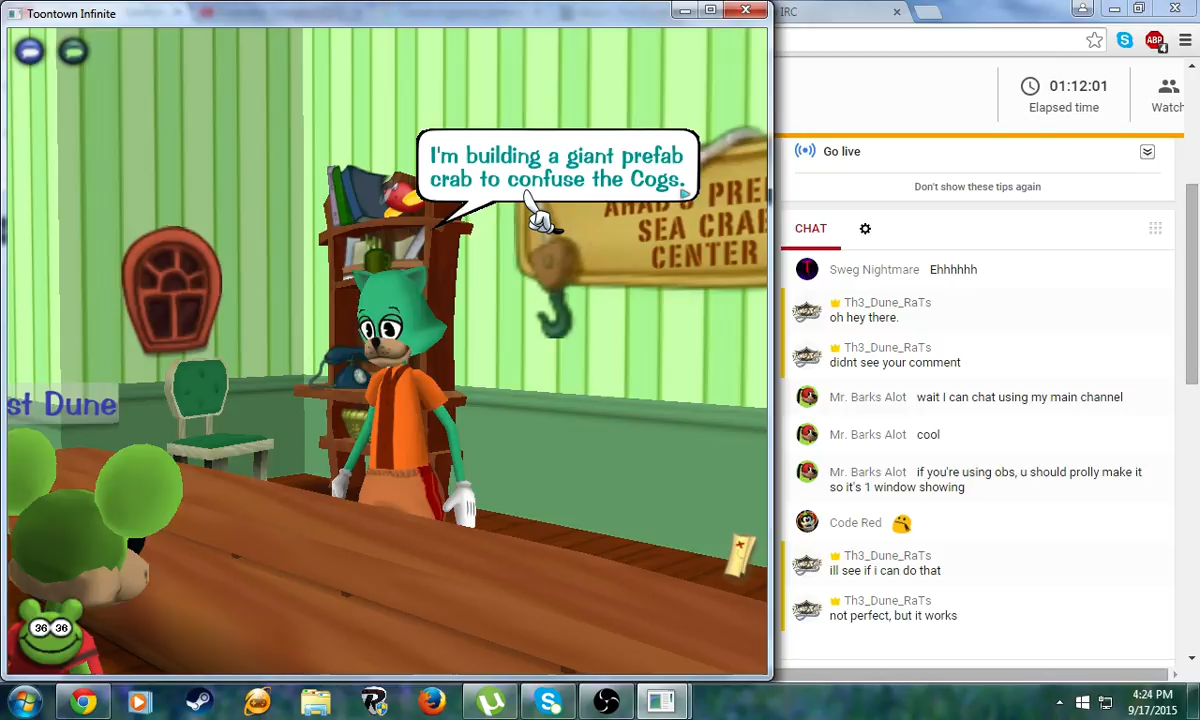 Toontown Infinite
IRC
4
I'm building a giant prefab
crab to confuse the Cogs.
SEA CRAB
CENTER
st Dune
36 36
01:12:01
Elapsed time
Watch
Go live
Don't show these tips again
CHAT
Sweg Nightmare Ehhhhhh
Th3_Dune_RaTs
oh hey there.
Th3_Dune_RaTs
didnt see your comment
Mr. Barks Alot wait I can chat using my main channel
Mr. Barks Alot cool
Mr. Barks Alot if you're using obs, u should prolly make it
so it's 1 window showing
Code Red
Th3_Dune_RaTs
ill see if i can do that
Th3_Dune_RaTs
not perfect, but it works
4:24 PM
9/17/2015